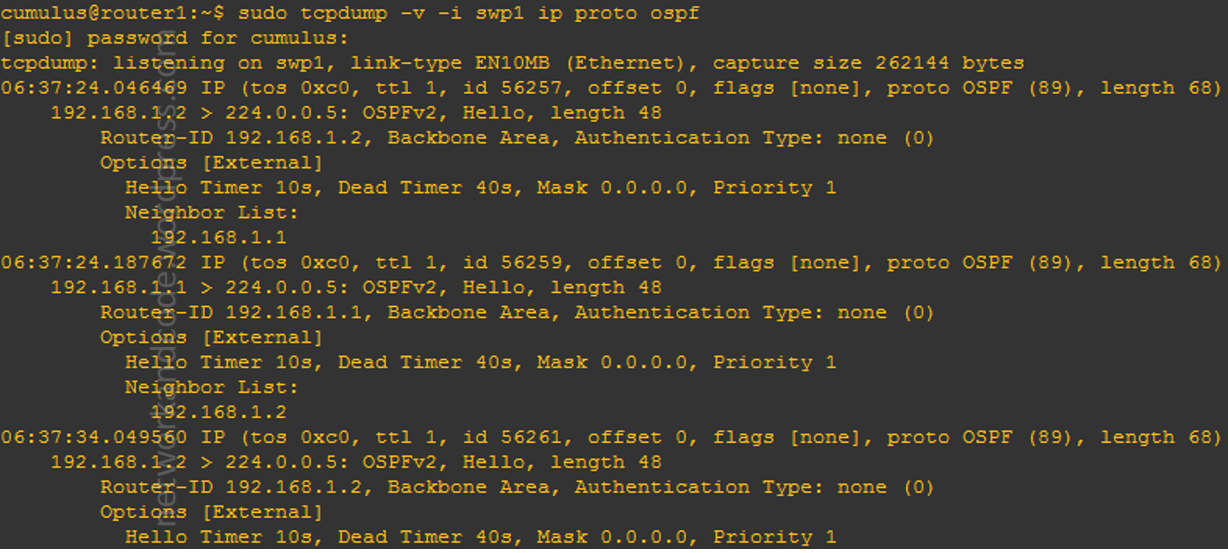 cumulus@router1:~$ sudo tcpdump -v -i swp1 ip proto ospf
[sudo] password for cumulus:
tcpdump: listening on swp1, link-type EN10MB (Ethernet), capture size 262144 bytes
06:37:24.046469 IP (tos 0xc0, ttl 1, id 56257, offset 0, flags [none], proto OSPF (89), length 68)
192.168.1.2 > 224.0.0.5: OSPFv2, Hello, length 48
Router-ID 192.168.1.2, Backbone Area, Authentication Type: none (0)
Options [External]
Hello Timer 10s, Dead Timer 40s, Mask 0.0.0.0, Priority 1
Neighbor List:
192.168.1.1
06:37:24.187672 IP (tos 0xc0, ttl 1, id 56259, offset 0, flags [none], proto OSPF (89), length 68)
192.168.1.1 > 224.0.0.5: OSPFv2, Hello, length 48
Router-ID 192.168.1.1, Backbone Area, Authentication Type: none (0)
Options [External]
Hello Timer 10s, Dead Timer 40s, Mask 0.0.0.0, Priority 1
Neighbor List:
192.168.1.2
06:37:34.049560 IP (tos 0xc0, ttl 1, id 56261, offset 0, flags [none], proto OSPF (89), length 68)
192.168.1.2 > 224.0.0.5: OSPFv2, Hello, length 48
Router-ID 192.168.1.2, Backbone Area, Authentication Type: none (0)
Options [External]
Hello Timer 10s, Dead Timer 40s, Mask 0.0.0.0, Priority 1
networkandcode.wordpress.com